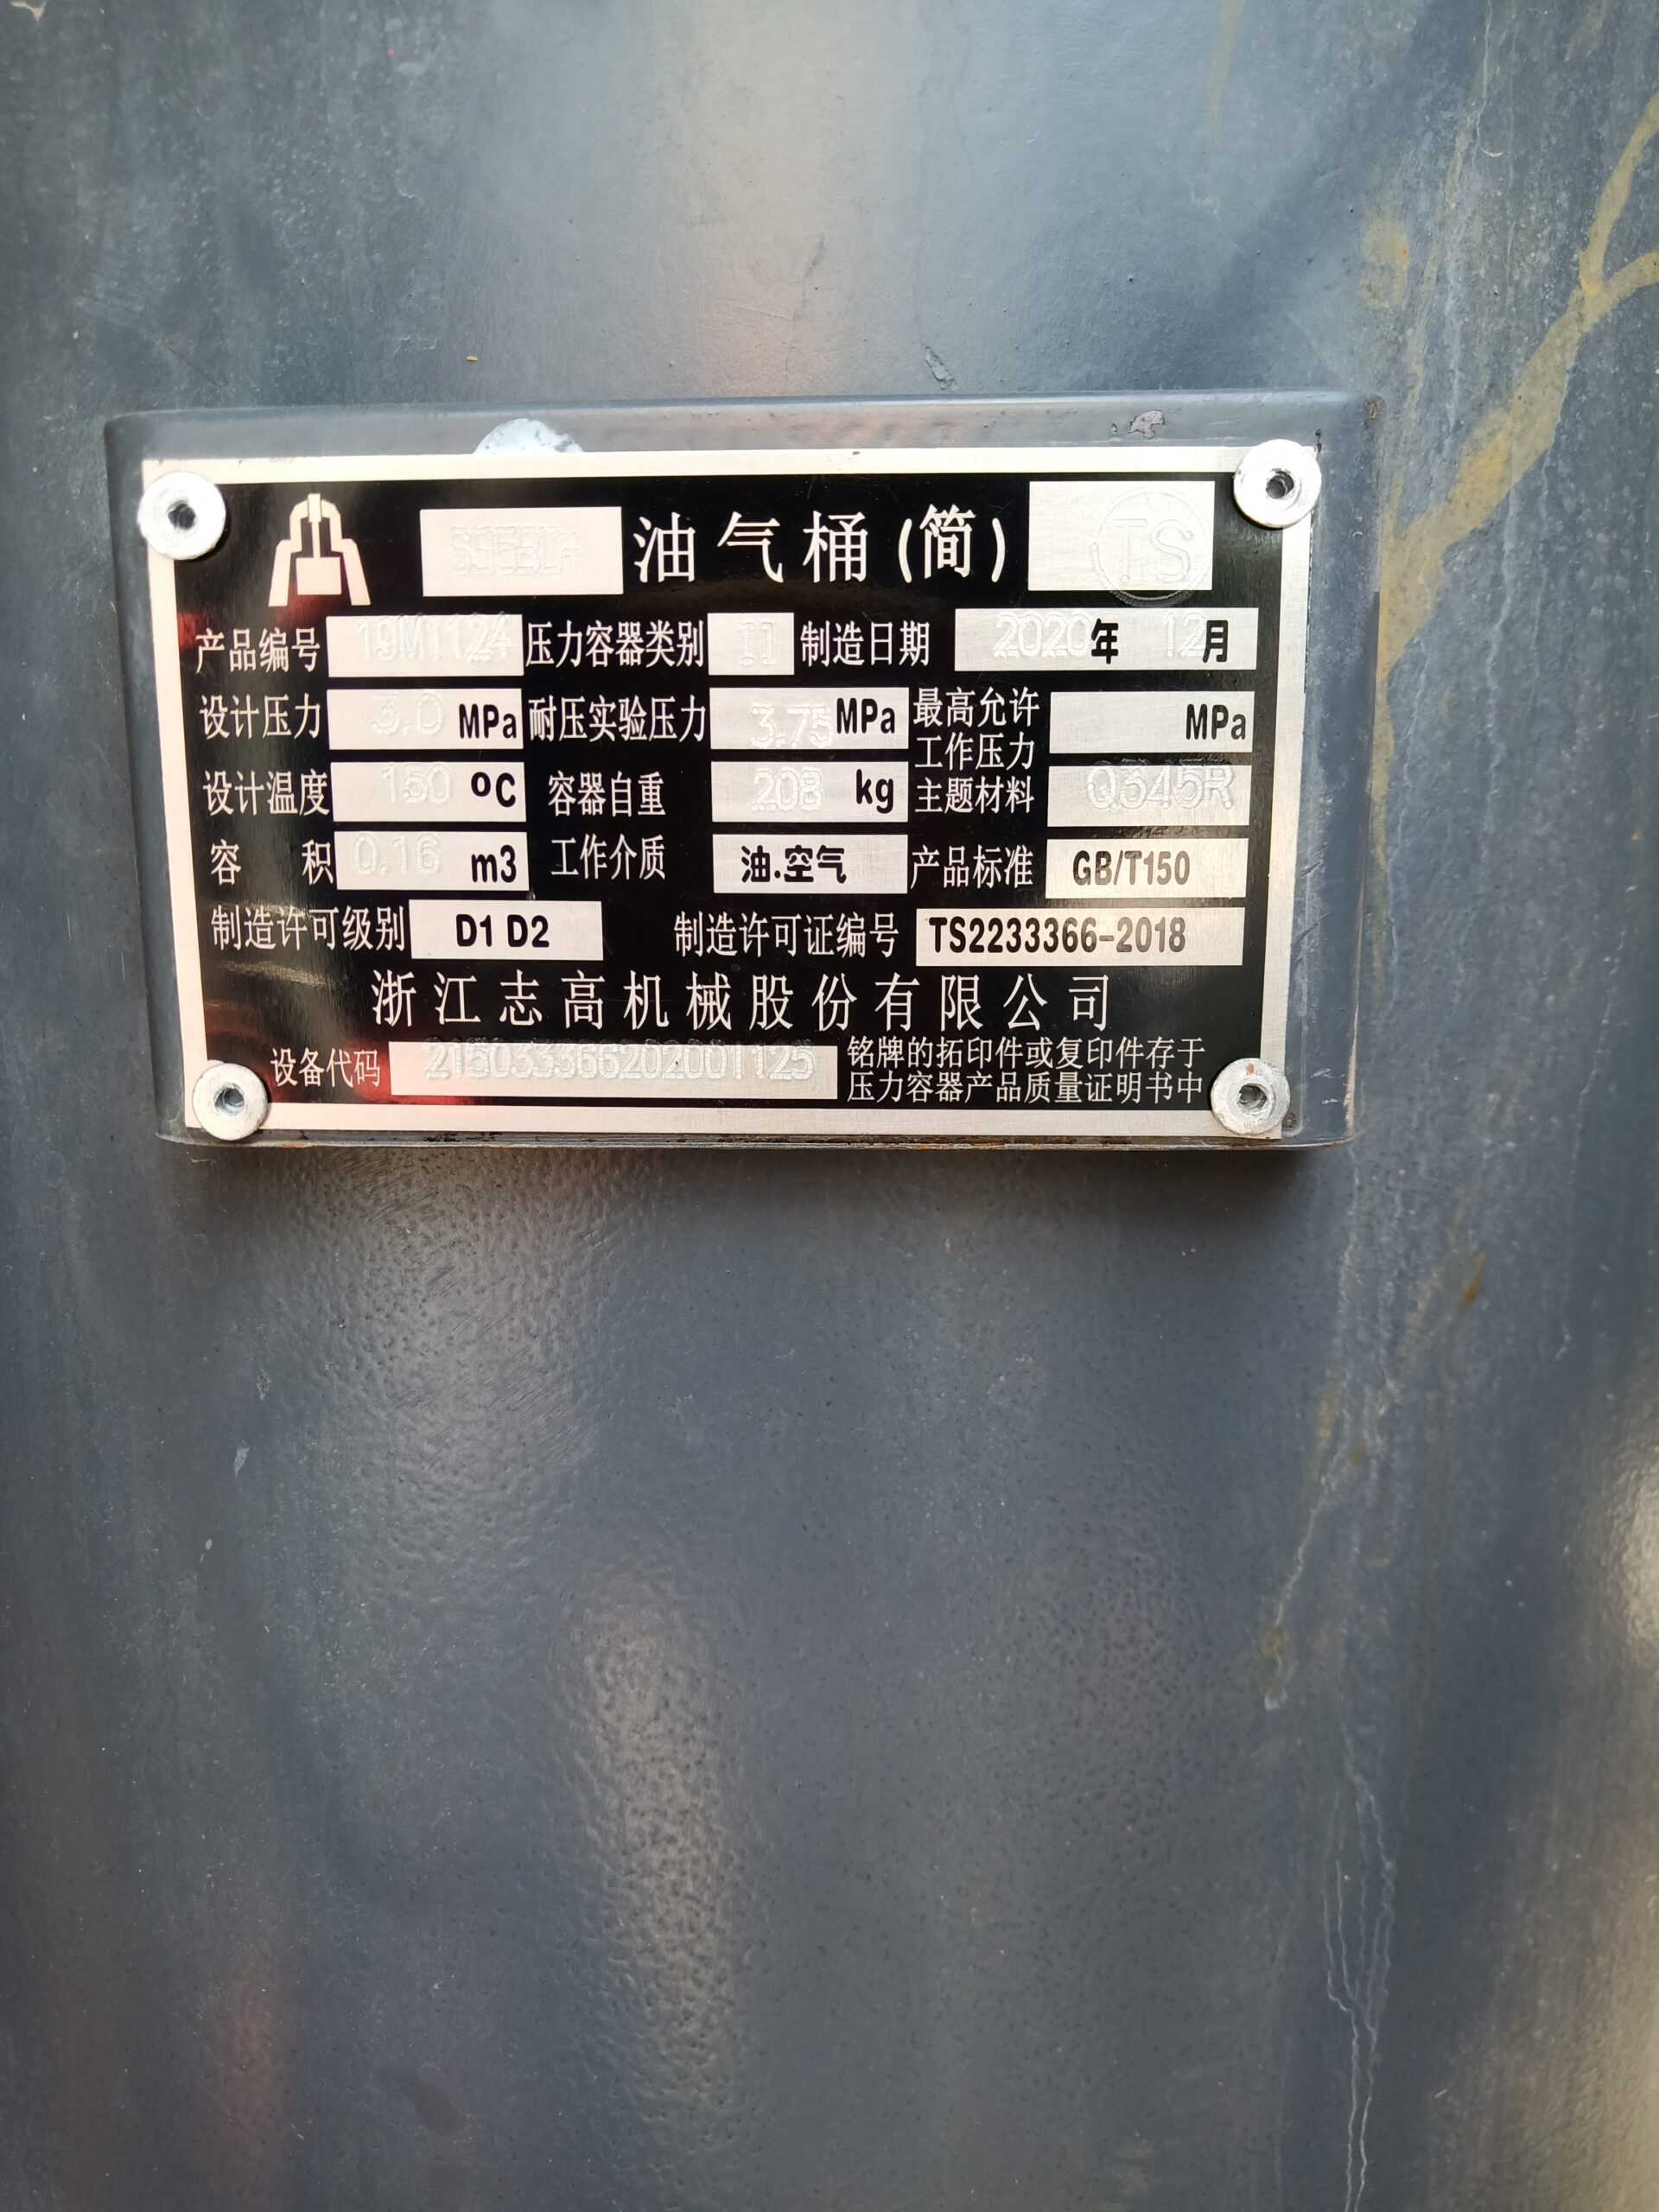 油气桶(简) TS
产品编号 19M1124 压力容器类别 II 制造日期 2020年 12月
设计压力 3.0 MPa 耐压实验压力 3.75 MPa 最高允许工作压力 MPa
设计温度 150 ºC 容器自重 208 kg 主题材料 Q345R
容积 0.16 m3 工作介质 油.空气 产品标准 GB/T150
制造许可级别 D1 D2 制造许可证编号 TS2233366-2018
浙江志高机械股份有限公司
设备代码 215033366202001125 铭牌的拓印件或复印件存于
压力容器产品质量证明书中